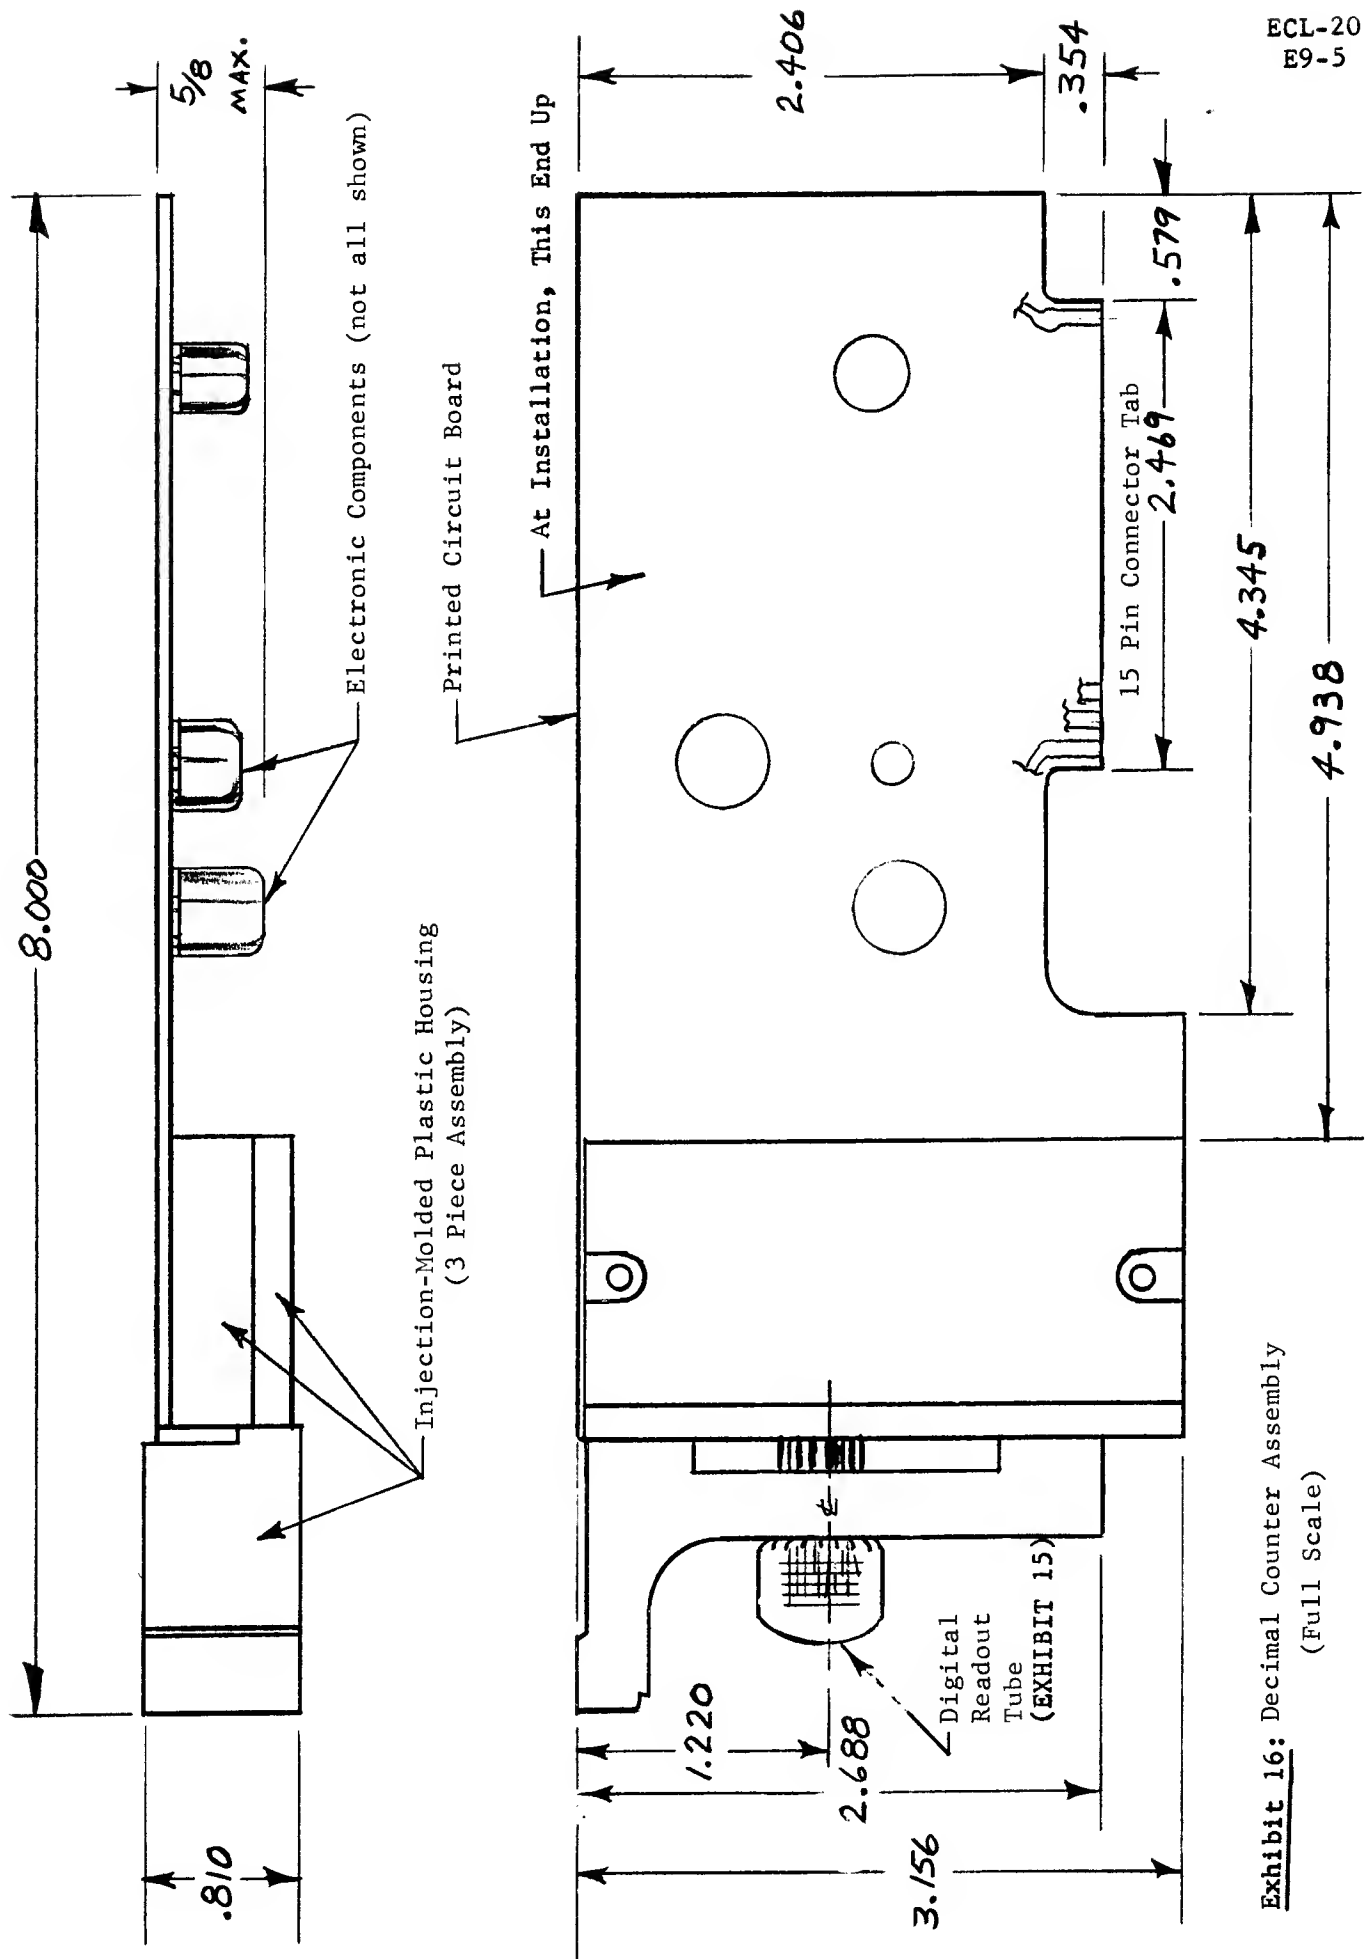 ECL-20
E9-5
8.000
5/8
MAX.
.810
Electronic Components (not all shown)
Injection-Molded Plastic Housing
(3 Piece Assembly)
Printed Circuit Board
At Installation, This End Up
2.406
.354
.579
15 Pin Connector Tab
2.469
4.345
4.938
1.220
2.688
3.156
℄
Digital
Readout
Tube
(EXHIBIT 15)
Exhibit 16: Decimal Counter Assembly
(Full Scale)